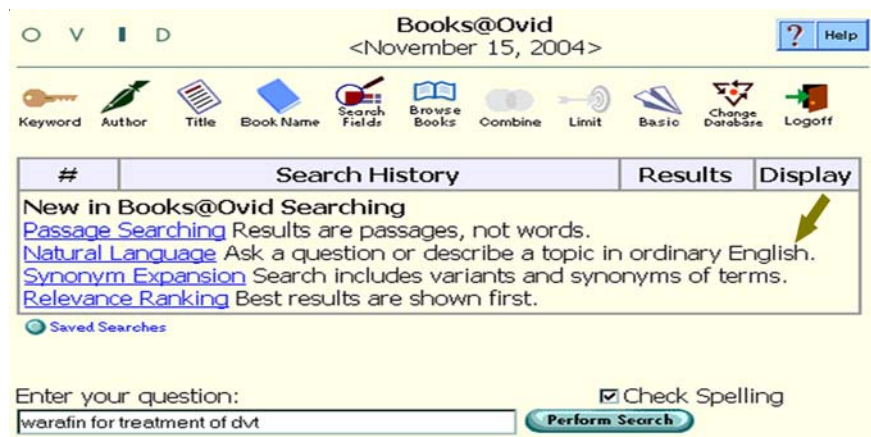 O V I D
Books@Ovid
<November 15, 2004>
? Help
Keyword Author Title Book Name Search Fields Browse Books Combine Limit Basic Change Database Logoff
# Search History Results Display
New in Books@Ovid Searching
Passage Searching Results are passages, not words.
Natural Language Ask a question or describe a topic in ordinary English.
Synonym Expansion Search includes variants and synonyms of terms.
Relevance Ranking Best results are shown first.
Saved Searches
Enter your question:
Check Spelling
warafin for treatment of dvt
Perform Search